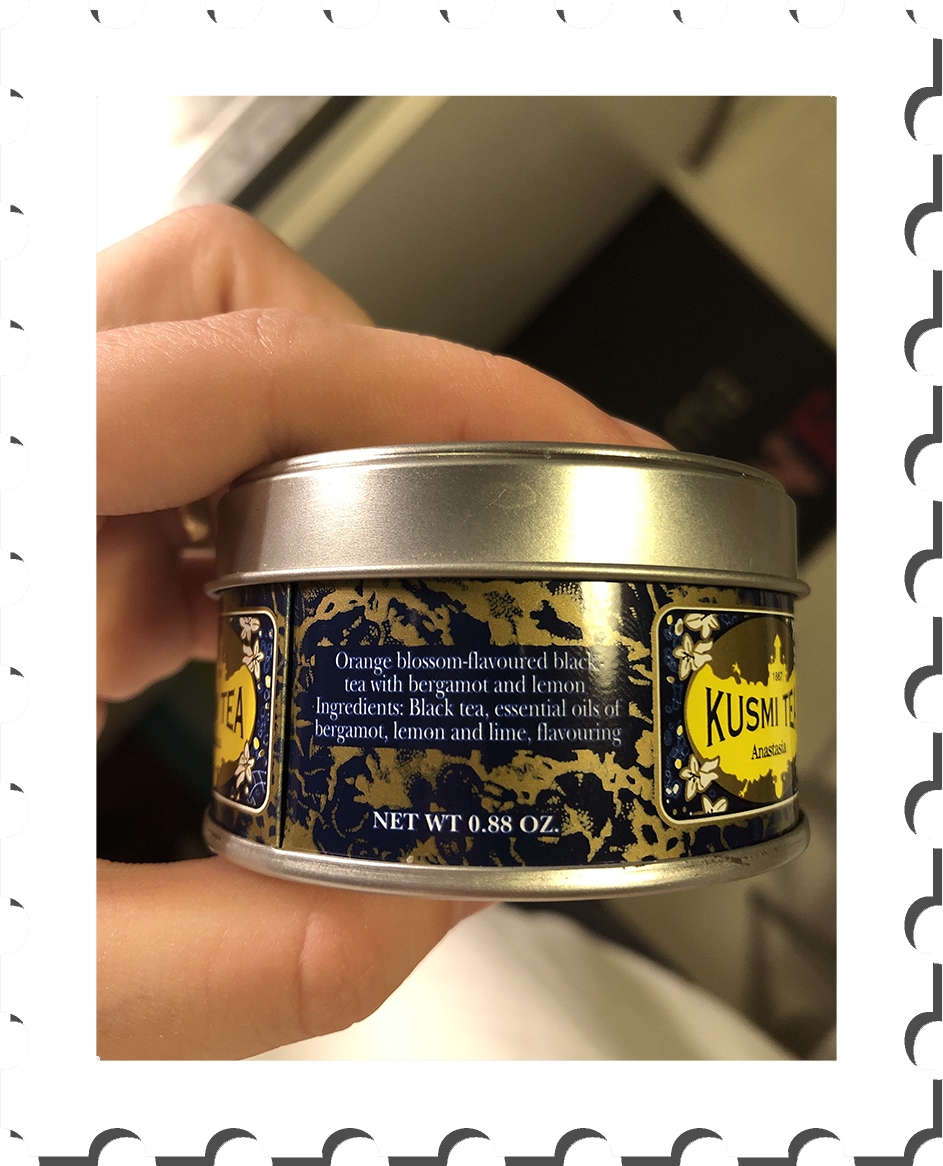 Orange blossom-flavoured black
tea with bergamot and lemon
Ingredients: Black tea, essential oils of
bergamot, lemon and lime, flavouring
NET WT 0.88 OZ.
TEA
1867
KUSMI TEA
Anastasia